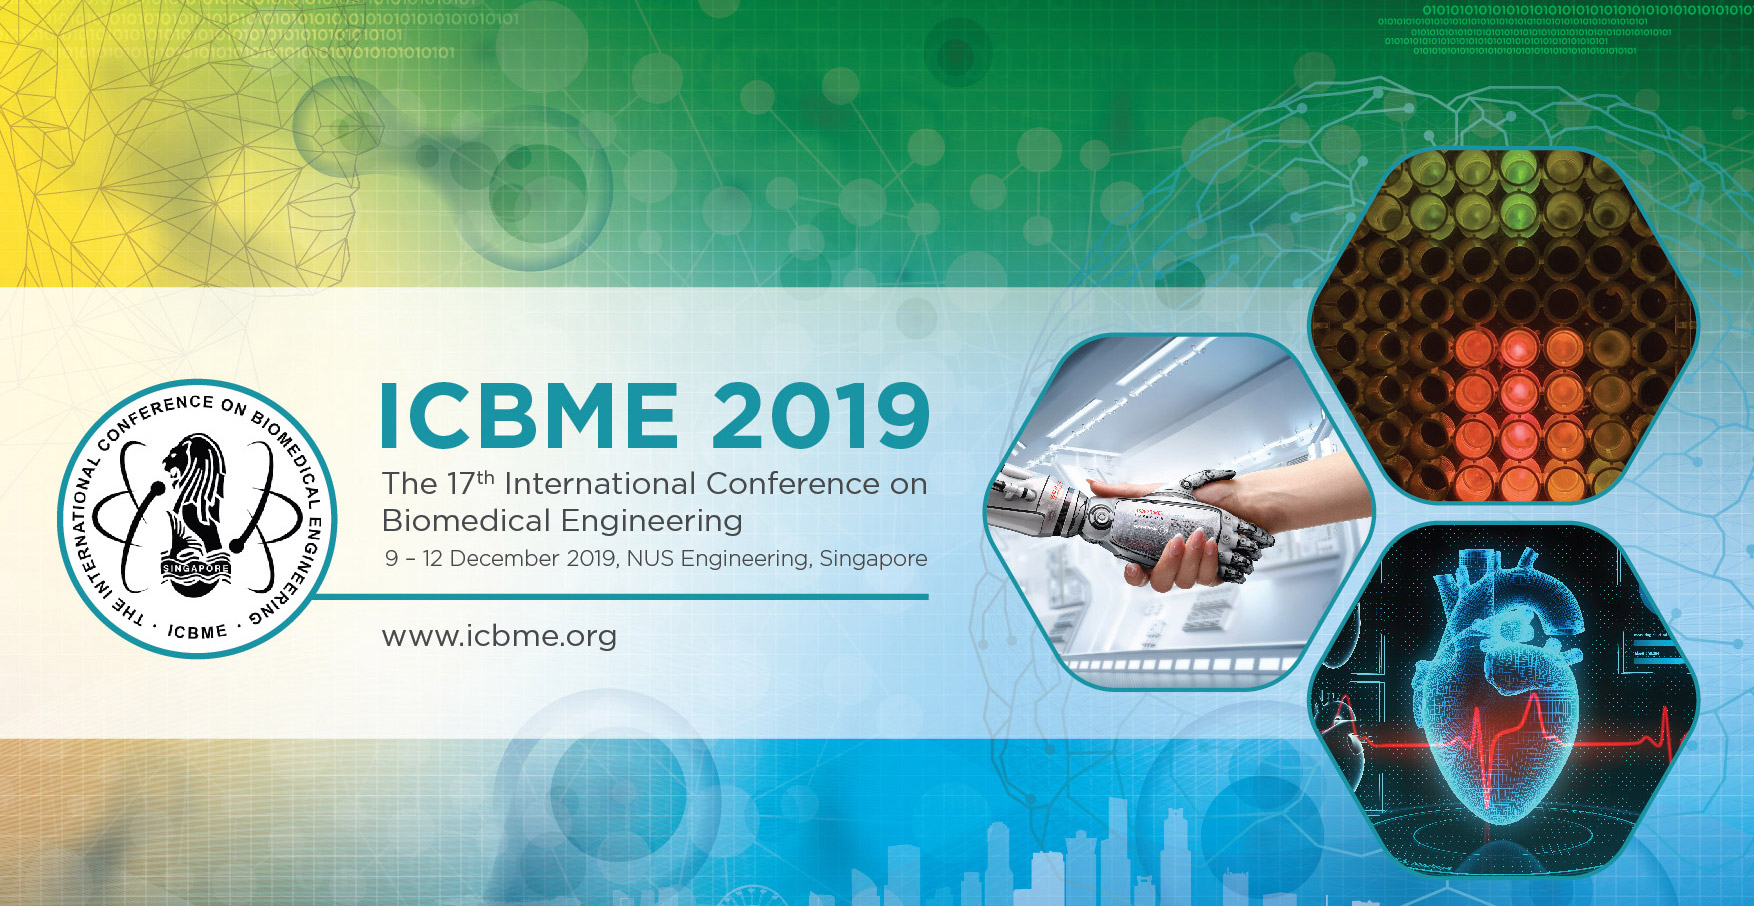 01010101010101010101010101010101010101010
THE INTERNATIONAL CONFERENCE ON BIOMEDICAL ENGINEERING
SINGAPORE
· ICBME ·
ICBME 2019
The 17th International Conference on
Biomedical Engineering
9 – 12 December 2019, NUS Engineering, Singapore
www.icbme.org